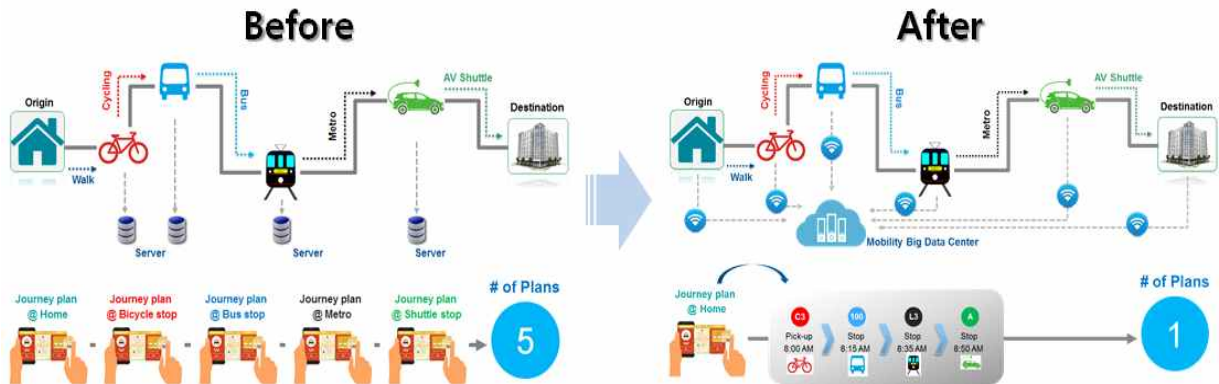 Before
Cycling
Bus
Metro
AV Shuttle
Origin
Destination
Walk
Server
Server
Server
Journey plan
@ Home
Journey plan
@ Bicycle stop
Journey plan
@ Bus stop
Journey plan
@ Metro
Journey plan
@ Shuttle stop
# of Plans
5
After
Cycling
Bus
Metro
AV Shuttle
Origin
Destination
Walk
Mobility Big Data Center
Journey plan
@ Home
C3
Pick-up
8:00 AM
100
Stop
8:15 AM
L3
Stop
8:35 AM
A
Stop
8:50 AM
# of Plans
1